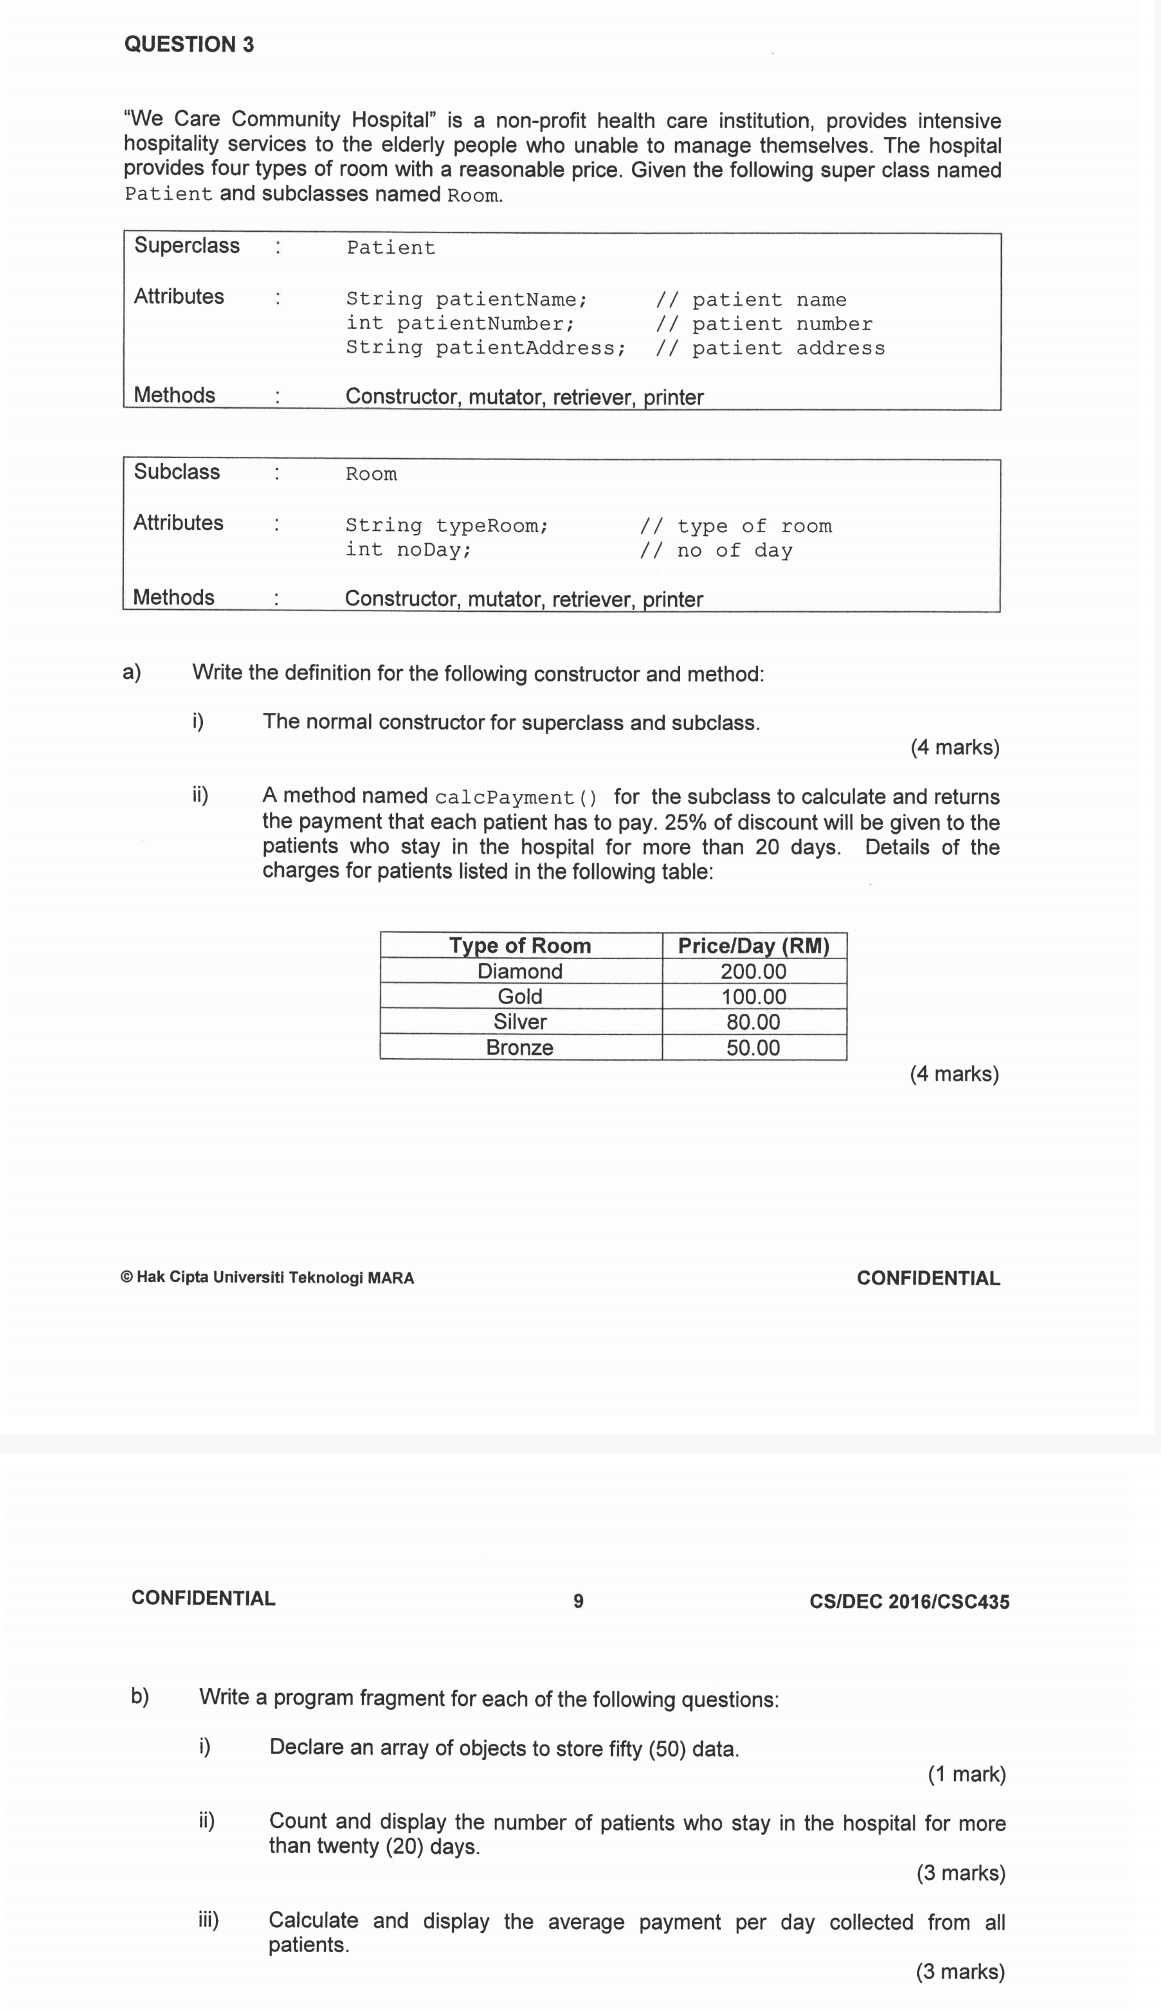 QUESTION 3
“We Care Community Hospital” is a non-profit health care institution, provides intensive
hospitality services to the elderly people who unable to manage themselves. The hospital
provides four types of room with a reasonable price. Given the following super class named
Patient and subclasses named Room.
Superclass : Patient
Attributes : String patientName; // patient name
int patientNumber; // patient number
String patientAddress; // patient address
Methods : Constructor, mutator, retriever, printer
Subclass : Room
Attributes : String typeRoom; // type of room
int noDay; // no of day
Methods : Constructor, mutator, retriever, printer
a) Write the definition for the following constructor and method:
i) The normal constructor for superclass and subclass.
(4 marks)
ii) A method named calcPayment() for the subclass to calculate and returns
the payment that each patient has to pay. 25% of discount will be given to the
patients who stay in the hospital for more than 20 days. Details of the
charges for patients listed in the following table:
Type of Room Price/Day (RM)
Diamond 200.00
Gold 100.00
Silver 80.00
Bronze 50.00
(4 marks)
© Hak Cipta Universiti Teknologi MARA CONFIDENTIAL
CONFIDENTIAL 9 CS/DEC 2016/CSC435
b) Write a program fragment for each of the following questions:
i) Declare an array of objects to store fifty (50) data.
(1 mark)
ii) Count and display the number of patients who stay in the hospital for more
than twenty (20) days.
(3 marks)
iii) Calculate and display the average payment per day collected from all
patients.
(3 marks)